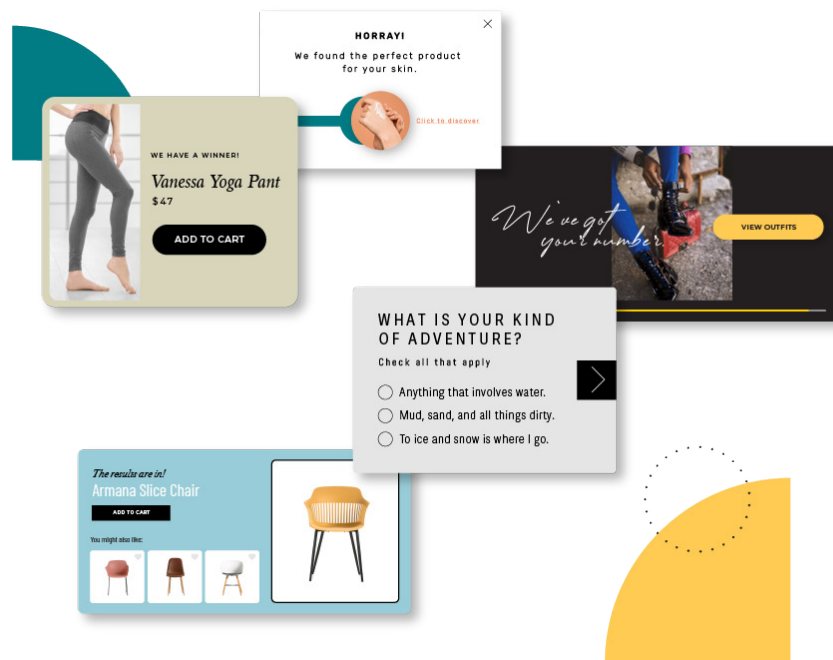 HORRAY!
We found the perfect product
for your skin.
Click to discover
WE HAVE A WINNER!
Vanessa Yoga Pant
$47
ADD TO CART
We've got
your number.
VIEW OUTFITS
WHAT IS YOUR KIND
OF ADVENTURE?
Check all that apply
Anything that involves water.
Mud, sand, and all things dirty.
To ice and snow is where I go.
The results are in!
Armana Slice Chair
ADD TO CART
You might also like: